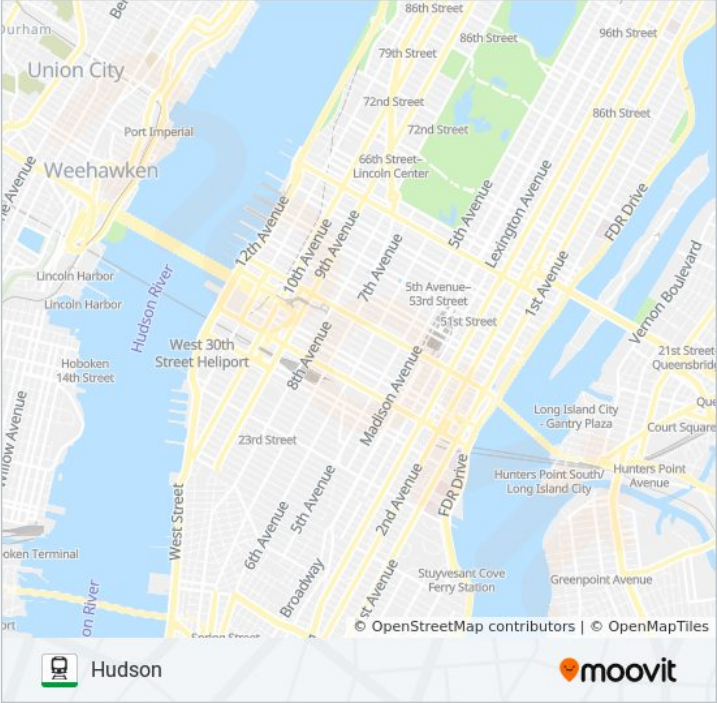 86th Street
Durham
86th Street
96th Street
79th Street
Union City
72nd Street
86th Street
72nd Street
Port Imperial
66th Street–
Lincoln Center
Weehawken
Avenue
5th Avenue
Lexington Avenue
FDR Drive
12th Avenue
10th Avenue
9th Avenue
7th Avenue
1st Avenue
Vernon Boulevard
Lincoln Harbor
Hudson River
5th Avenue–
53rd Street
Lincoln Harbor
51st Street
West 30th
Street Heliport
8th Avenue
21st Street
Queensbridg
Hoboken
14th Street
Madison Avenue
Que
Long Island City
- Gantry Plaza
Court Square
Willow Avenue
23rd Street
Hunters Point South/
Long Island City
Hunters Point
Avenue
West Street
5th Avenue
2nd Avenue
FDR Drive
6th Avenue
oken Terminal
Broadway
st Avenue
Stuyvesant Cove
Ferry Station
Greenpoint Avenue
on River
ort
Spring Street
© OpenStreetMap contributors | © OpenMapTiles
Hudson
moovit